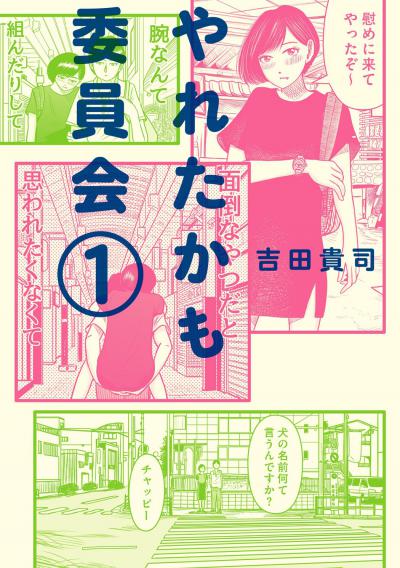 やれたかも
委員会
1
吉田貴司
慰めに来て
やったぞ〜
腕なんて
組んだりして
面倒なやつだと
思われたくなくて
犬の名前何て
言うんですか?
チャッピー